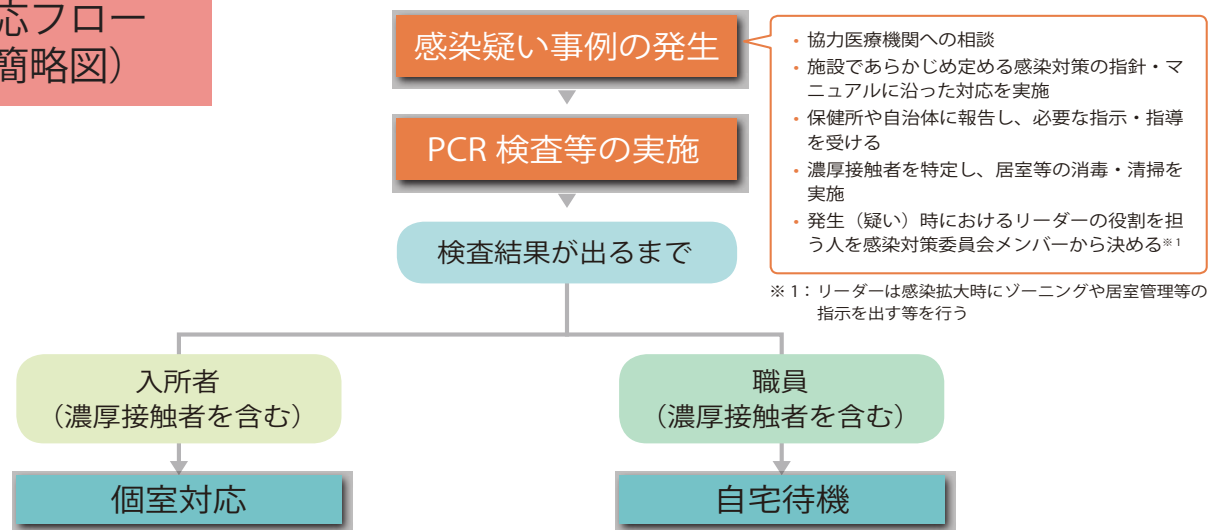 応フロー
簡略図）
感染疑い事例の発生
・協力医療機関への相談
・施設であらかじめ定める感染対策の指針・マ
ニュアルに沿った対応を実施
・保健所や自治体に報告し、必要な指示・指導
を受ける
・濃厚接触者を特定し、居室等の消毒・清掃を
実施
・発生（疑い）時におけるリーダーの役割を担
う人を感染対策委員会メンバーから決める※1
※1：リーダーは感染拡大時にゾーニングや居室管理等の
指示を出す等を行う
PCR 検査等の実施
検査結果が出るまで
入所者
（濃厚接触者を含む）
職員
（濃厚接触者を含む）
個室対応
自宅待機